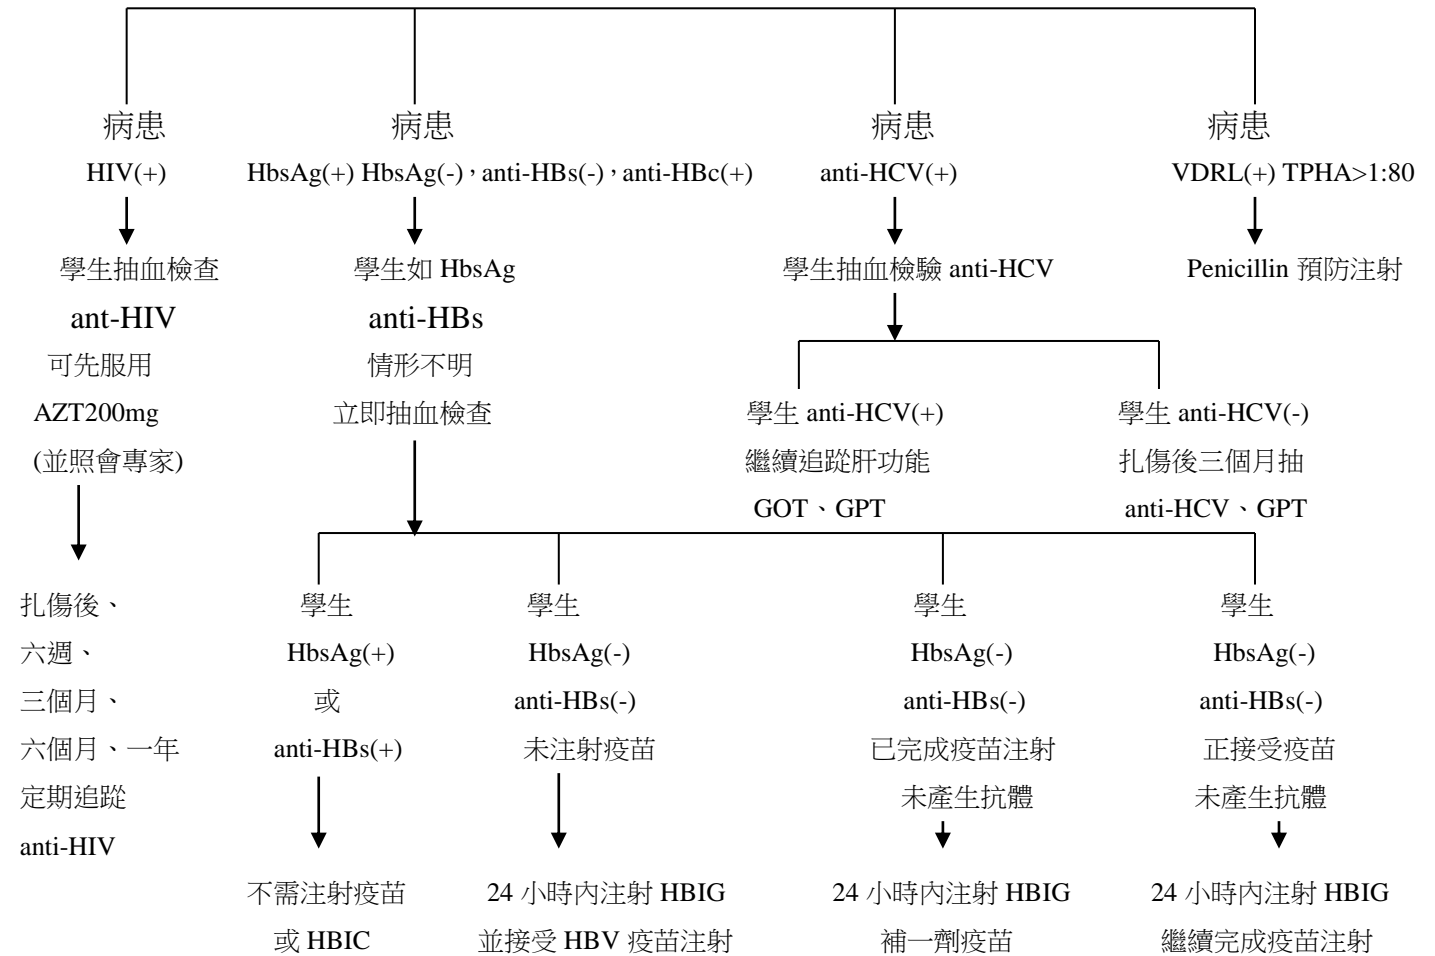 病患 病患 病患 病患
HIV(+) HbsAg(+) HbsAg(-)，anti-HBs(-)，anti-HBc(+) anti-HCV(+) VDRL(+) TPHA>1:80
學生抽血檢查 學生如 HbsAg 學生抽血檢驗 anti-HCV Penicillin 預防注射
ant-HIV anti-HBs
可先服用 情形不明
AZT200mg 立即抽血檢查 學生 anti-HCV(+) 學生 anti-HCV(-)
(並照會專家) 繼續追蹤肝功能 扎傷後三個月抽
GOT、GPT anti-HCV、GPT
扎傷後、 學生 學生 學生 學生
六週、 HbsAg(+) HbsAg(-) HbsAg(-) HbsAg(-)
三個月、 或 anti-HBs(-) anti-HBs(-) anti-HBs(-)
六個月、一年 anti-HBs(+) 未注射疫苗 已完成疫苗注射 正接受疫苗
定期追蹤 未產生抗體 未產生抗體
anti-HIV
不需注射疫苗 24 小時內注射 HBIG 24 小時內注射 HBIG 24 小時內注射 HBIG
或 HBIC 並接受 HBV 疫苗注射 補一劑疫苗 繼續完成疫苗注射